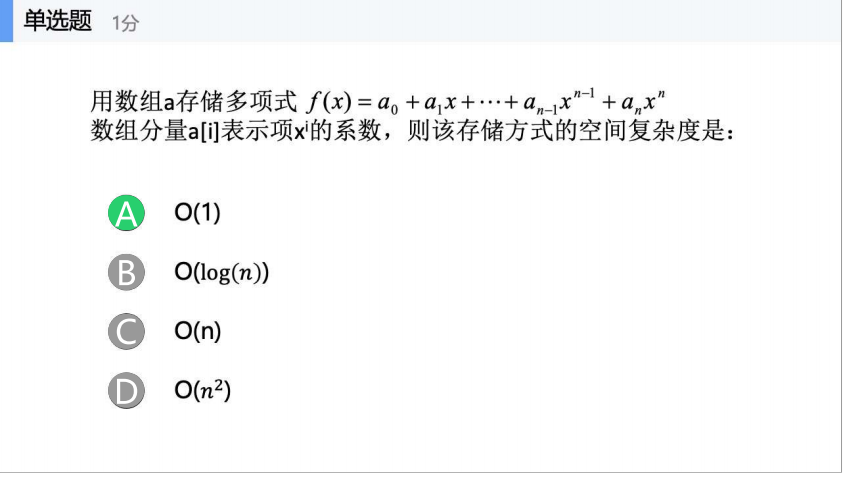 单选题 1分
用数组a存储多项式 f(x) = a₀ + a₁x + ⋯ + aₙ₋₁xⁿ⁻¹ + aₙxⁿ
数组分量a[i]表示项xⁱ的系数，则该存储方式的空间复杂度是：
A O(1)
B O(log(n))
C O(n)
D O(n²)